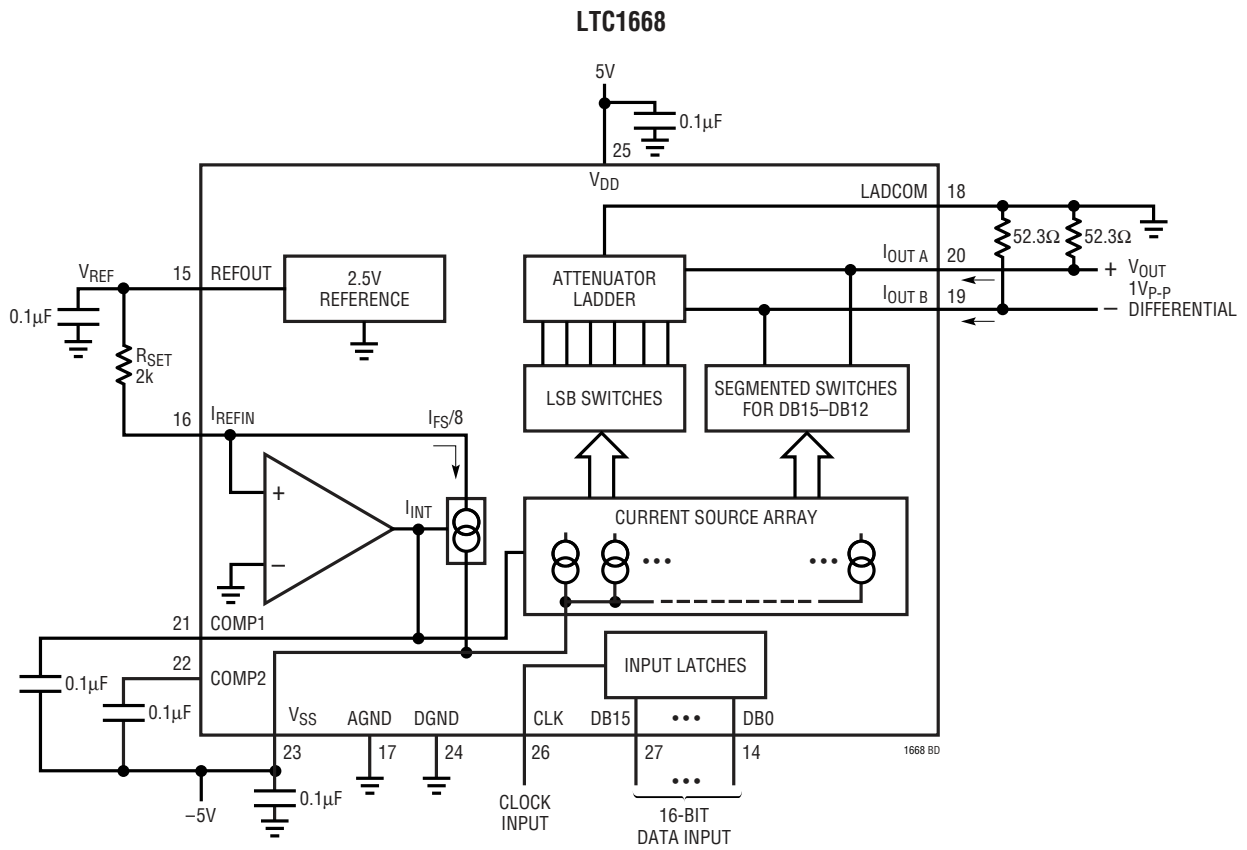 LTC1668
5V
0.1µF
25
VDD
LADCOM 18
52.3Ω 52.3Ω
VREF 15 REFOUT
2.5V
REFERENCE
ATTENUATOR
LADDER
IOUT A 20
IOUT B 19
+ VOUT
1VP-P
– DIFFERENTIAL
0.1µF
RSET
2k
LSB SWITCHES
SEGMENTED SWITCHES
FOR DB15–DB12
16 IREFIN
IFS/8
+
–
IINT
CURRENT SOURCE ARRAY
••• •••
21 COMP1
22 COMP2
0.1µF
0.1µF
INPUT LATCHES
VSS AGND DGND CLK DB15 ••• DB0
23 17 24 26 27 14
1668 BD
–5V
0.1µF
CLOCK
INPUT
•••
16-BIT
DATA INPUT